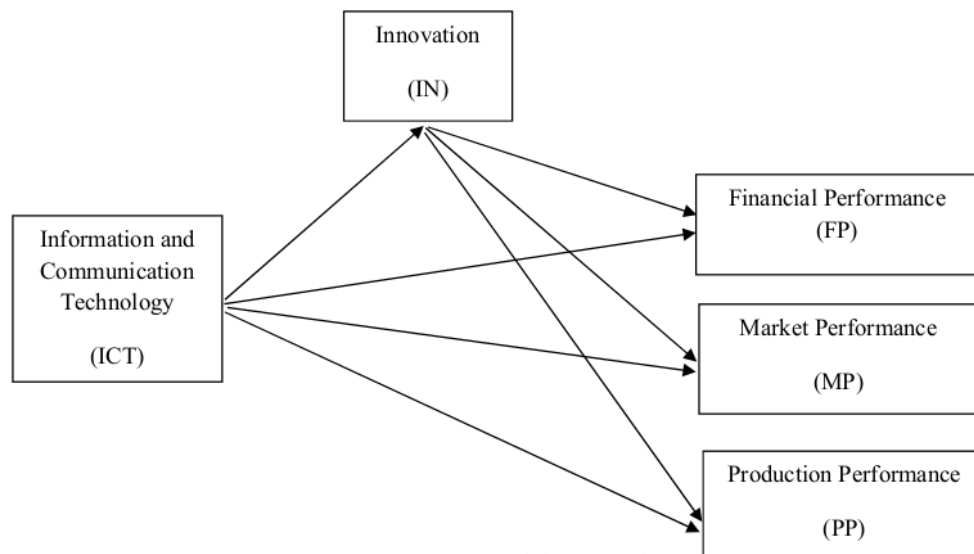 Innovation
(IN)
Information and
Communication
Technology
(ICT)
Financial Performance
(FP)
Market Performance
(MP)
Production Performance
(PP)